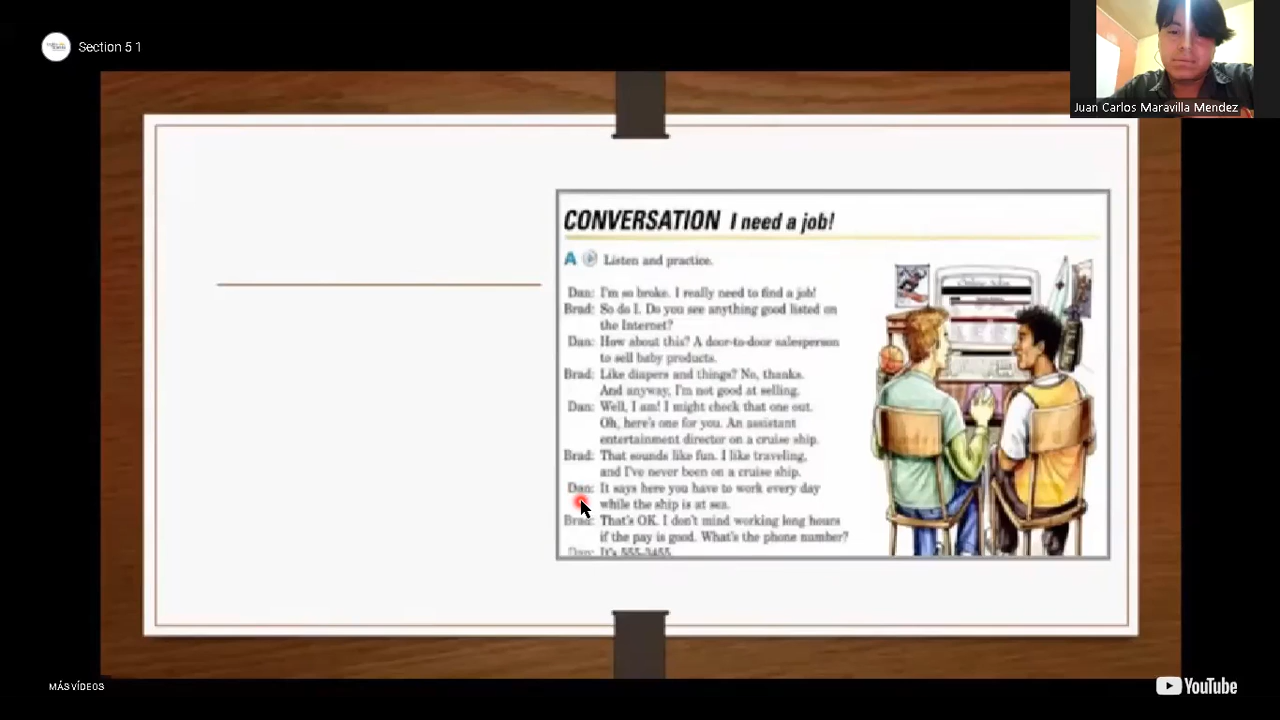 Section 5 1
Juan Carlos Maravilla Mendez
CONVERSATION I need a job!
A Listen and practice.
Dan: I'm so broke. I really need to find a job!
Brad: So do I. Do you see anything good listed on
the Internet?
Dan: How about this? A door-to-door salesperson
to sell baby products.
Brad: Like diapers and things? No, thanks.
And anyway, I'm not good at selling.
Dan: Well, I am! I might check that one out.
Oh, here's one for you. An assistant
entertainment director on a cruise ship.
Brad: That sounds like fun. I like traveling,
and I've never been on a cruise ship.
Dan: It says here you have to work every day
while the ship is at sea.
Brad: That's OK. I don't mind working long hours
if the pay is good. What's the phone number?
Dan: It's 555-3455.
MÁS VÍDEOS
YouTube